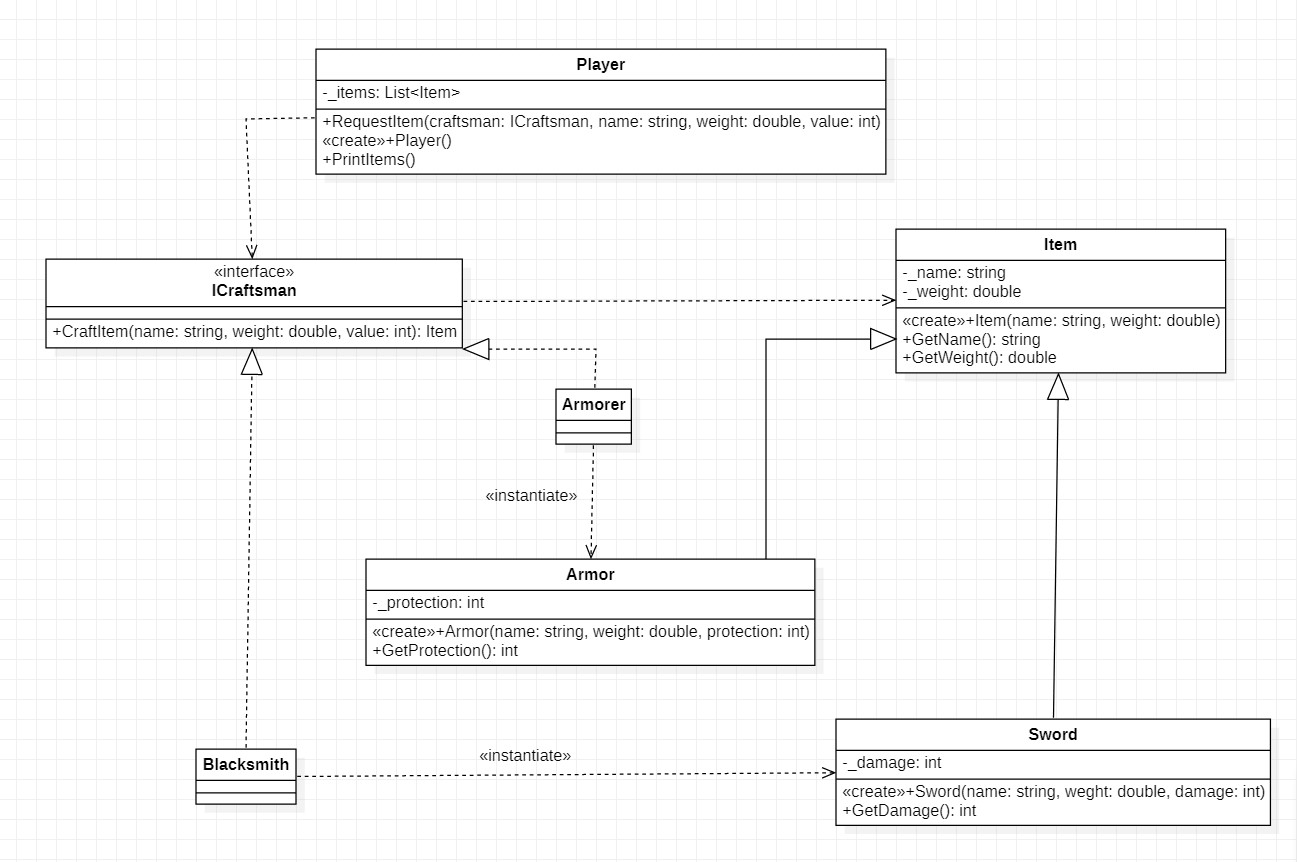 Player
-_items: List<Item>
+RequestItem(craftsman: ICraftsman, name: string, weight: double, value: int)
«create»+Player()
+PrintItems()
«interface»
ICraftsman
+CraftItem(name: string, weight: double, value: int): Item
Item
-_name: string
-_weight: double
«create»+Item(name: string, weight: double)
+GetName(): string
+GetWeight(): double
Armorer
«instantiate»
Armor
-_protection: int
«create»+Armor(name: string, weight: double, protection: int)
+GetProtection(): int
Blacksmith
«instantiate»
Sword
-_damage: int
«create»+Sword(name: string, weght: double, damage: int)
+GetDamage(): int